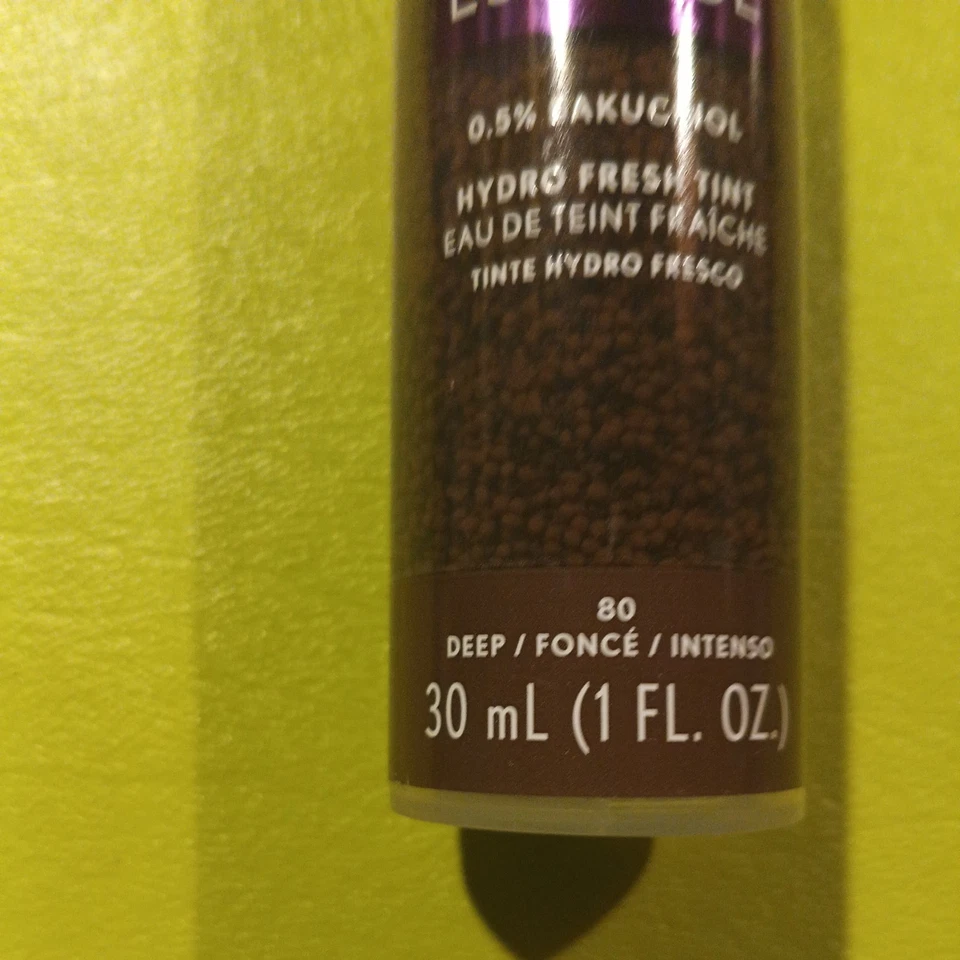 0.5% BAKUCHIOL
HYDRO FRESH TINT
EAU DE TEINT FRAÎCHE
TINTE HYDRO FRESCO
80
DEEP / FONCÉ / INTENSO
30 mL (1 FL. OZ.)